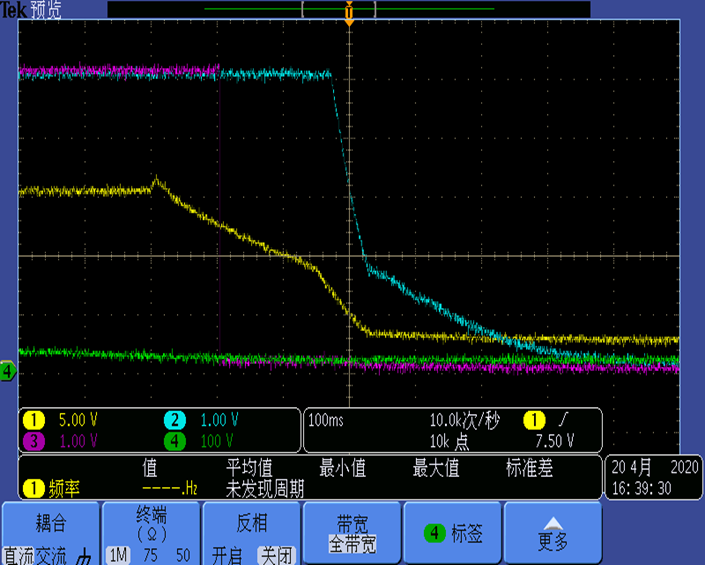 Tek 预览
T
4
1 5.00 V 2 1.00 V
3 1.00 V 4 100 V
100ms 10.0k次/秒 1
10k 点 7.50 V
值 平均值 最小值 最大值 标准差
1 频率 ----.Hz 未发现周期
20 4月 2020
16:39:30
耦合
直流 交流
终端
(Ω)
1M 75 50
反相
开启 关闭
带宽
全带宽
4 标签
更多